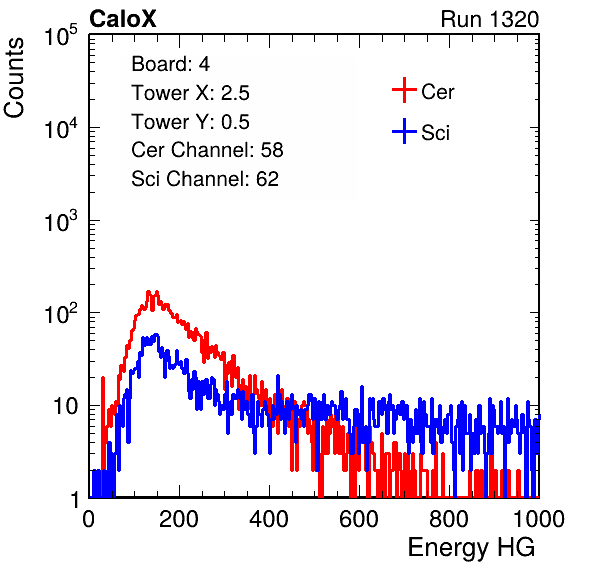 CaloX Run 1320
Counts
10^5
10^4
10^3
10^2
10
1
Board: 4
Tower X: 2.5
Tower Y: 0.5
Cer Channel: 58
Sci Channel: 62
Cer
Sci
0 200 400 600 800 1000
Energy HG